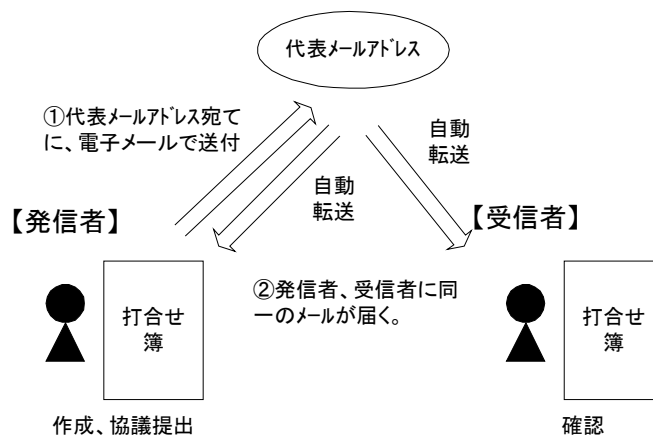 代表メールアドレス
①代表メールアドレス宛て
に、電子メールで送付
自動
転送
自動
転送
【発信者】
【受信者】
②発信者、受信者に同
一のメールが届く。
打合せ
簿
打合せ
簿
作成、協議提出
確認